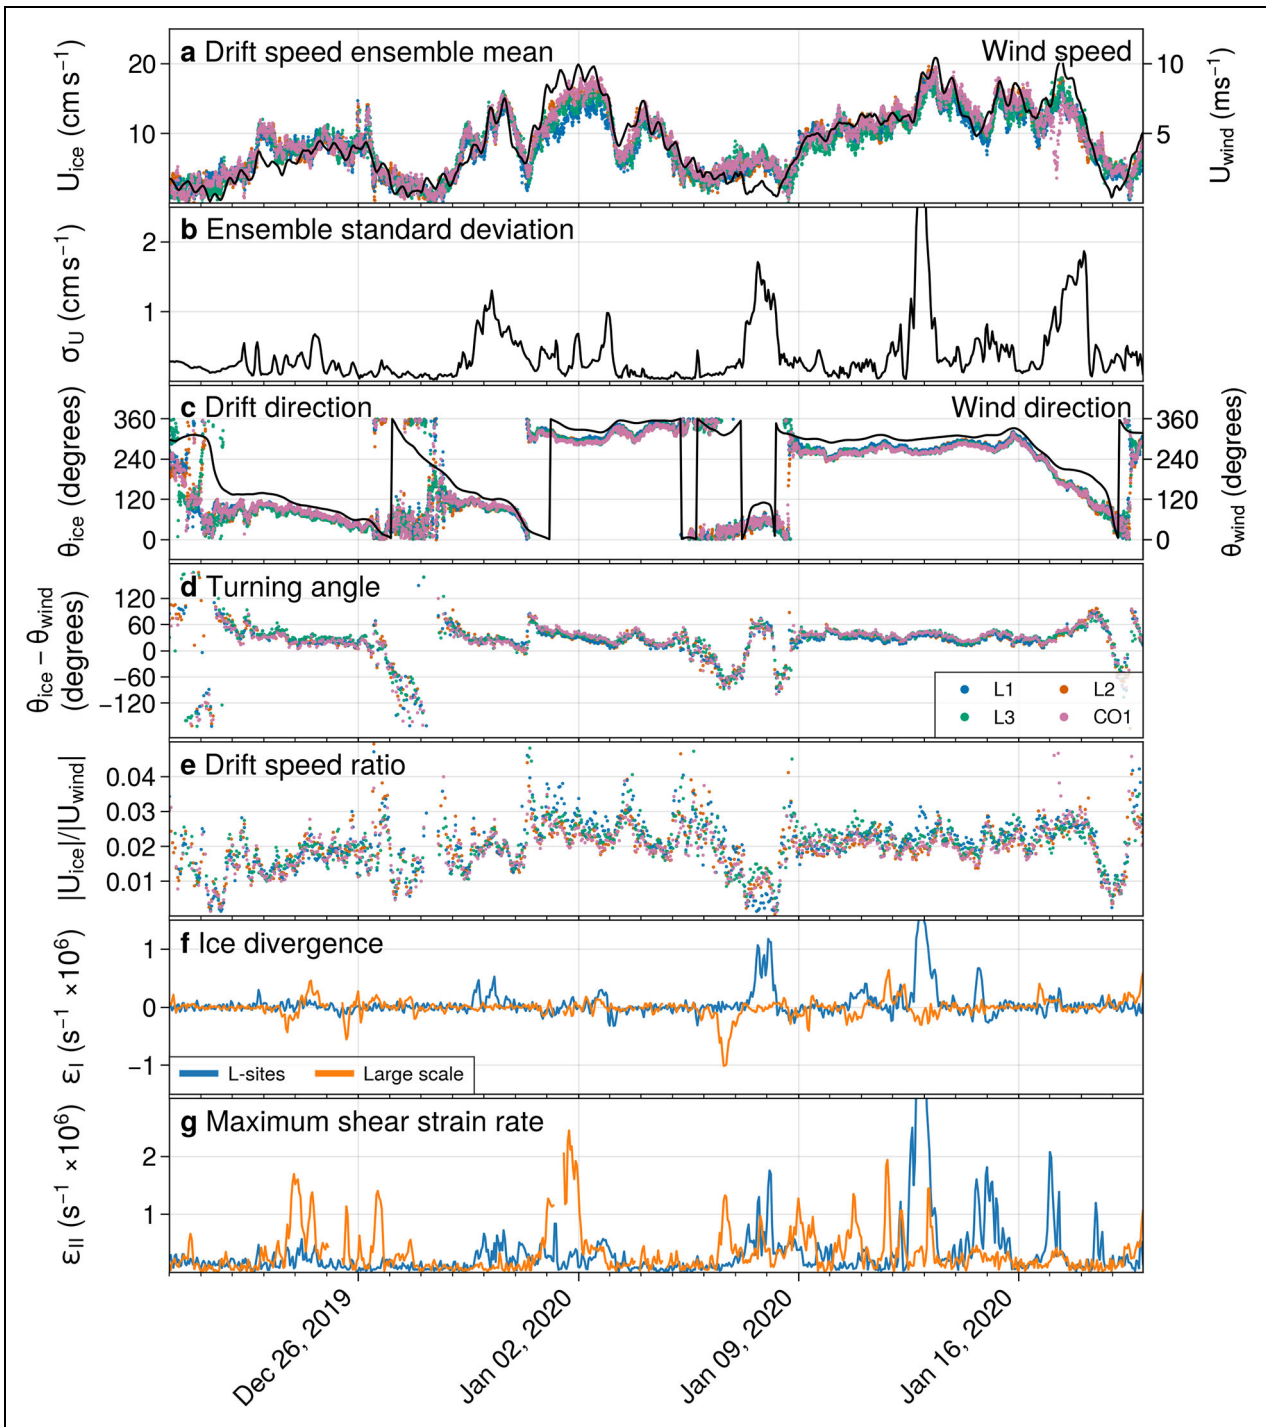 a Drift speed ensemble mean
Wind speed
20
10
U_ice (cm s⁻¹)
10
5
U_wind (ms⁻¹)
b Ensemble standard deviation
2
1
σ_U (cm s⁻¹)
c Drift direction
Wind direction
360
240
120
0
θ_ice (degrees)
360
240
120
0
θ_wind (degrees)
d Turning angle
120
60
0
−60
−120
θ_ice − θ_wind
(degrees)
L1
L2
L3
CO1
e Drift speed ratio
0.04
0.03
0.02
0.01
|U_ice|/|U_wind|
f Ice divergence
1
0
−1
ε_I (s⁻¹ ×10⁶)
L-sites
Large scale
g Maximum shear strain rate
2
1
ε_II (s⁻¹ ×10⁶)
Dec 26, 2019
Jan 02, 2020
Jan 09, 2020
Jan 16, 2020